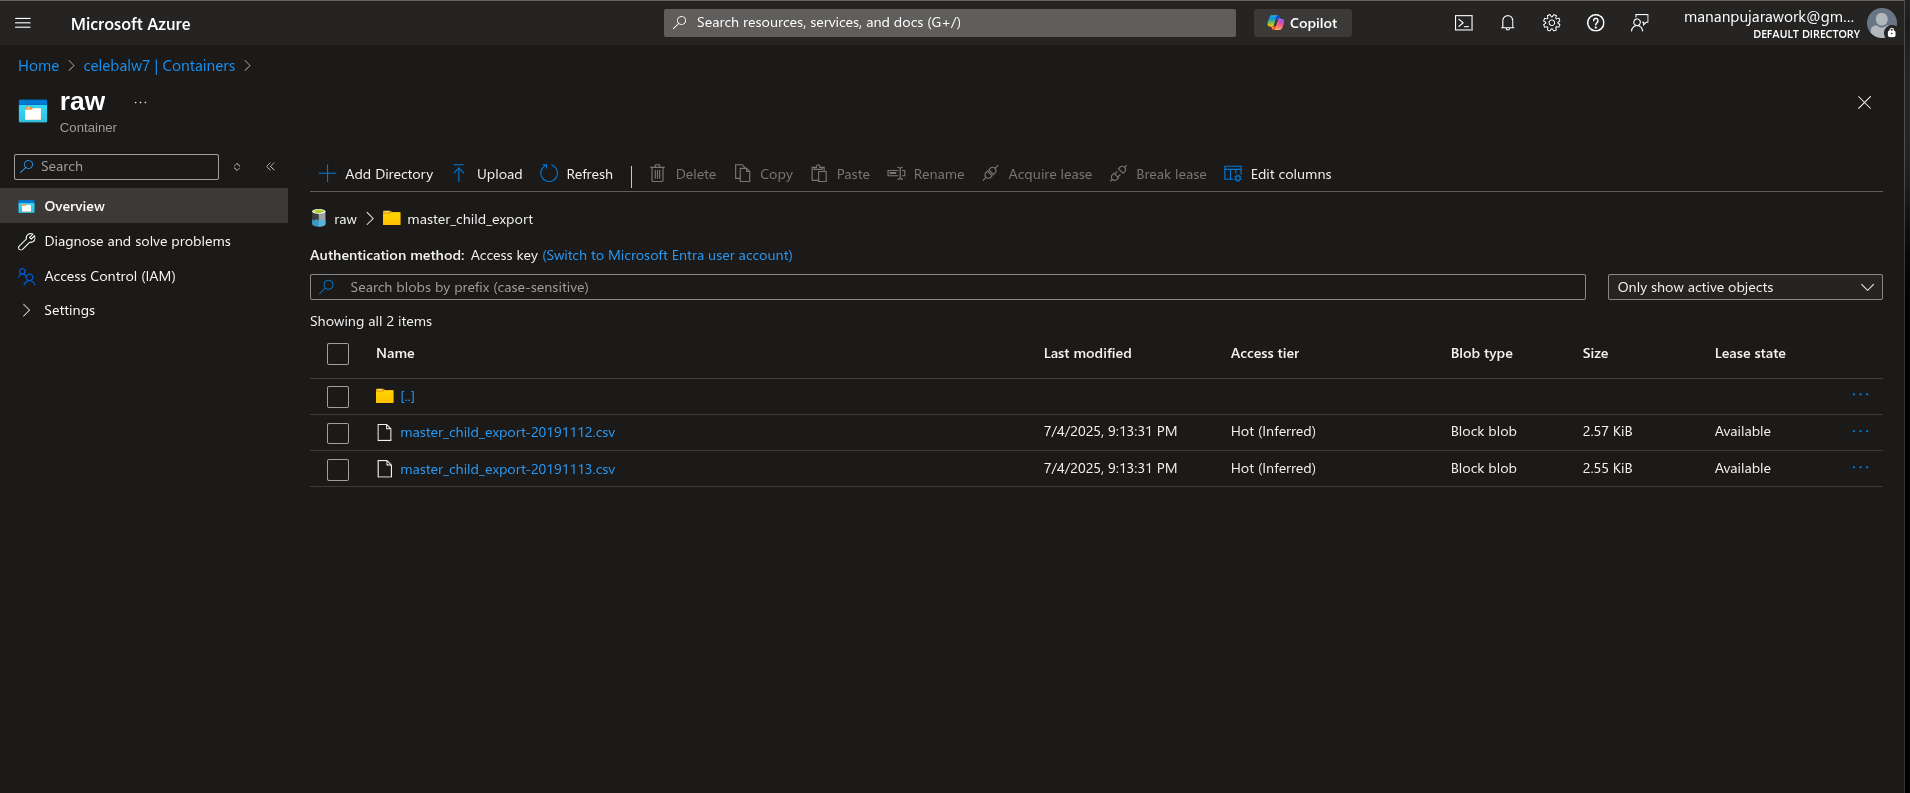 Microsoft Azure
Search resources, services, and docs (G+/)
Copilot
mananpujarawork@gm...
DEFAULT DIRECTORY
Home > celebalw7 | Containers >
raw ...
Container
Search
Overview
Diagnose and solve problems
Access Control (IAM)
Settings
Add Directory Upload Refresh Delete Copy Paste Rename Acquire lease Break lease Edit columns
raw > master_child_export
Authentication method: Access key (Switch to Microsoft Entra user account)
Search blobs by prefix (case-sensitive)
Only show active objects
Showing all 2 items
Name Last modified Access tier Blob type Size Lease state
[..] ...
master_child_export-20191112.csv 7/4/2025, 9:13:31 PM Hot (Inferred) Block blob 2.57 KiB Available ...
master_child_export-20191113.csv 7/4/2025, 9:13:31 PM Hot (Inferred) Block blob 2.55 KiB Available ...